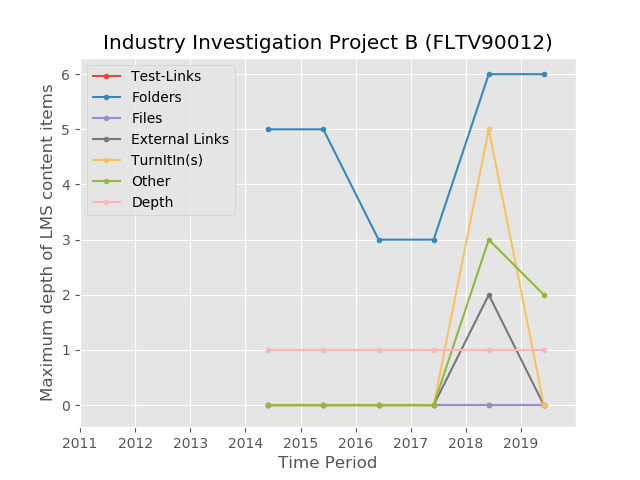 Industry Investigation Project B (FLTV90012)
Maximum depth of LMS content items
6
5
4
3
2
1
0
Test-Links
Folders
Files
External Links
TurnItIn(s)
Other
Depth
2011 2012 2013 2014 2015 2016 2017 2018 2019
Time Period